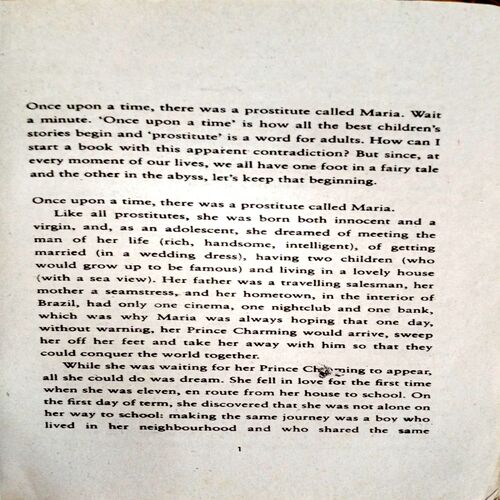 Once upon a time, there was a prostitute called Maria. Wait
a minute. 'Once upon a time' is how all the best children's
stories begin and 'prostitute' is a word for adults. How can I
start a book with this apparent contradiction? But since, at
every moment of our lives, we all have one foot in a fairy tale
and the other in the abyss, let's keep that beginning.
Once upon a time, there was a prostitute called Maria.
Like all prostitutes, she was born both innocent and a
virgin, and, as an adolescent, she dreamed of meeting the
man of her life (rich, handsome, intelligent), of getting
married (in a wedding dress), having two children (who
would grow up to be famous) and living in a lovely house
(with a sea view). Her father was a travelling salesman, her
mother a seamstress, and her hometown, in the interior of
Brazil, had only one cinema, one nightclub and one bank,
which was why Maria was always hoping that one day,
without warning, her Prince Charming would arrive, sweep
her off her feet and take her away with him so that they
could conquer the world together.
While she was waiting for her Prince Charming to appear,
all she could do was dream. She fell in love for the first time
when she was eleven, en route from her house to school. On
the first day of term, she discovered that she was not alone on
her way to school: making the same journey was a boy who
lived in her neighbourhood and who shared the same
1